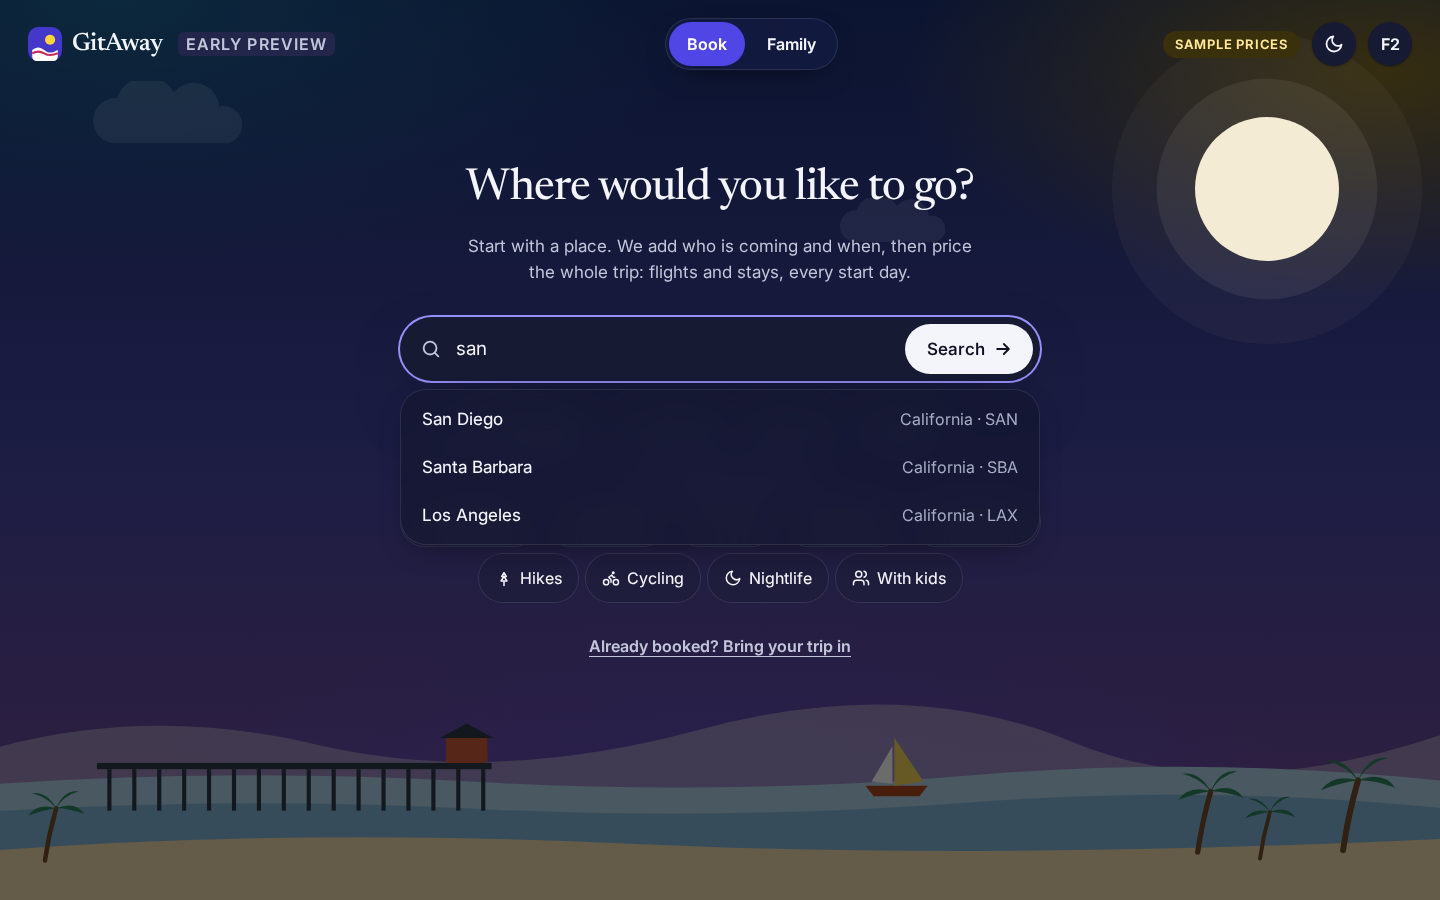 GitAway
EARLY PREVIEW
Book
Family
SAMPLE PRICES
F2
Where would you like to go?
Start with a place. We add who is coming and when, then price
the whole trip: flights and stays, every start day.
san
Search
San Diego
California · SAN
Santa Barbara
California · SBA
Los Angeles
California · LAX
Hikes
Cycling
Nightlife
With kids
Already booked? Bring your trip in